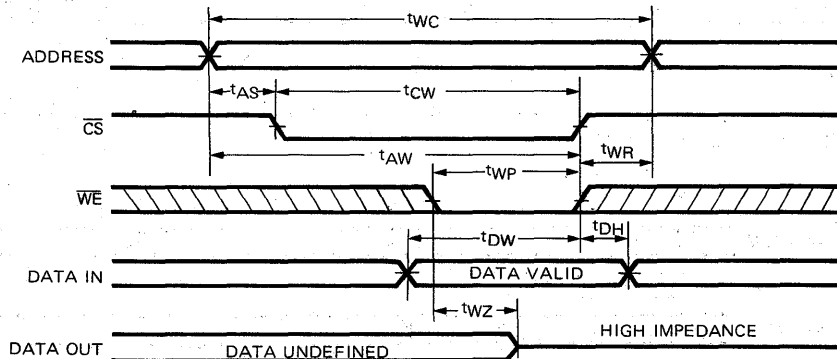 tWC
ADDRESS
tAS
tCW
CS
tAW
tWR
tWP
WE
tDW
tDH
DATA IN
DATA VALID
tWZ
HIGH IMPEDANCE
DATA OUT
DATA UNDEFINED